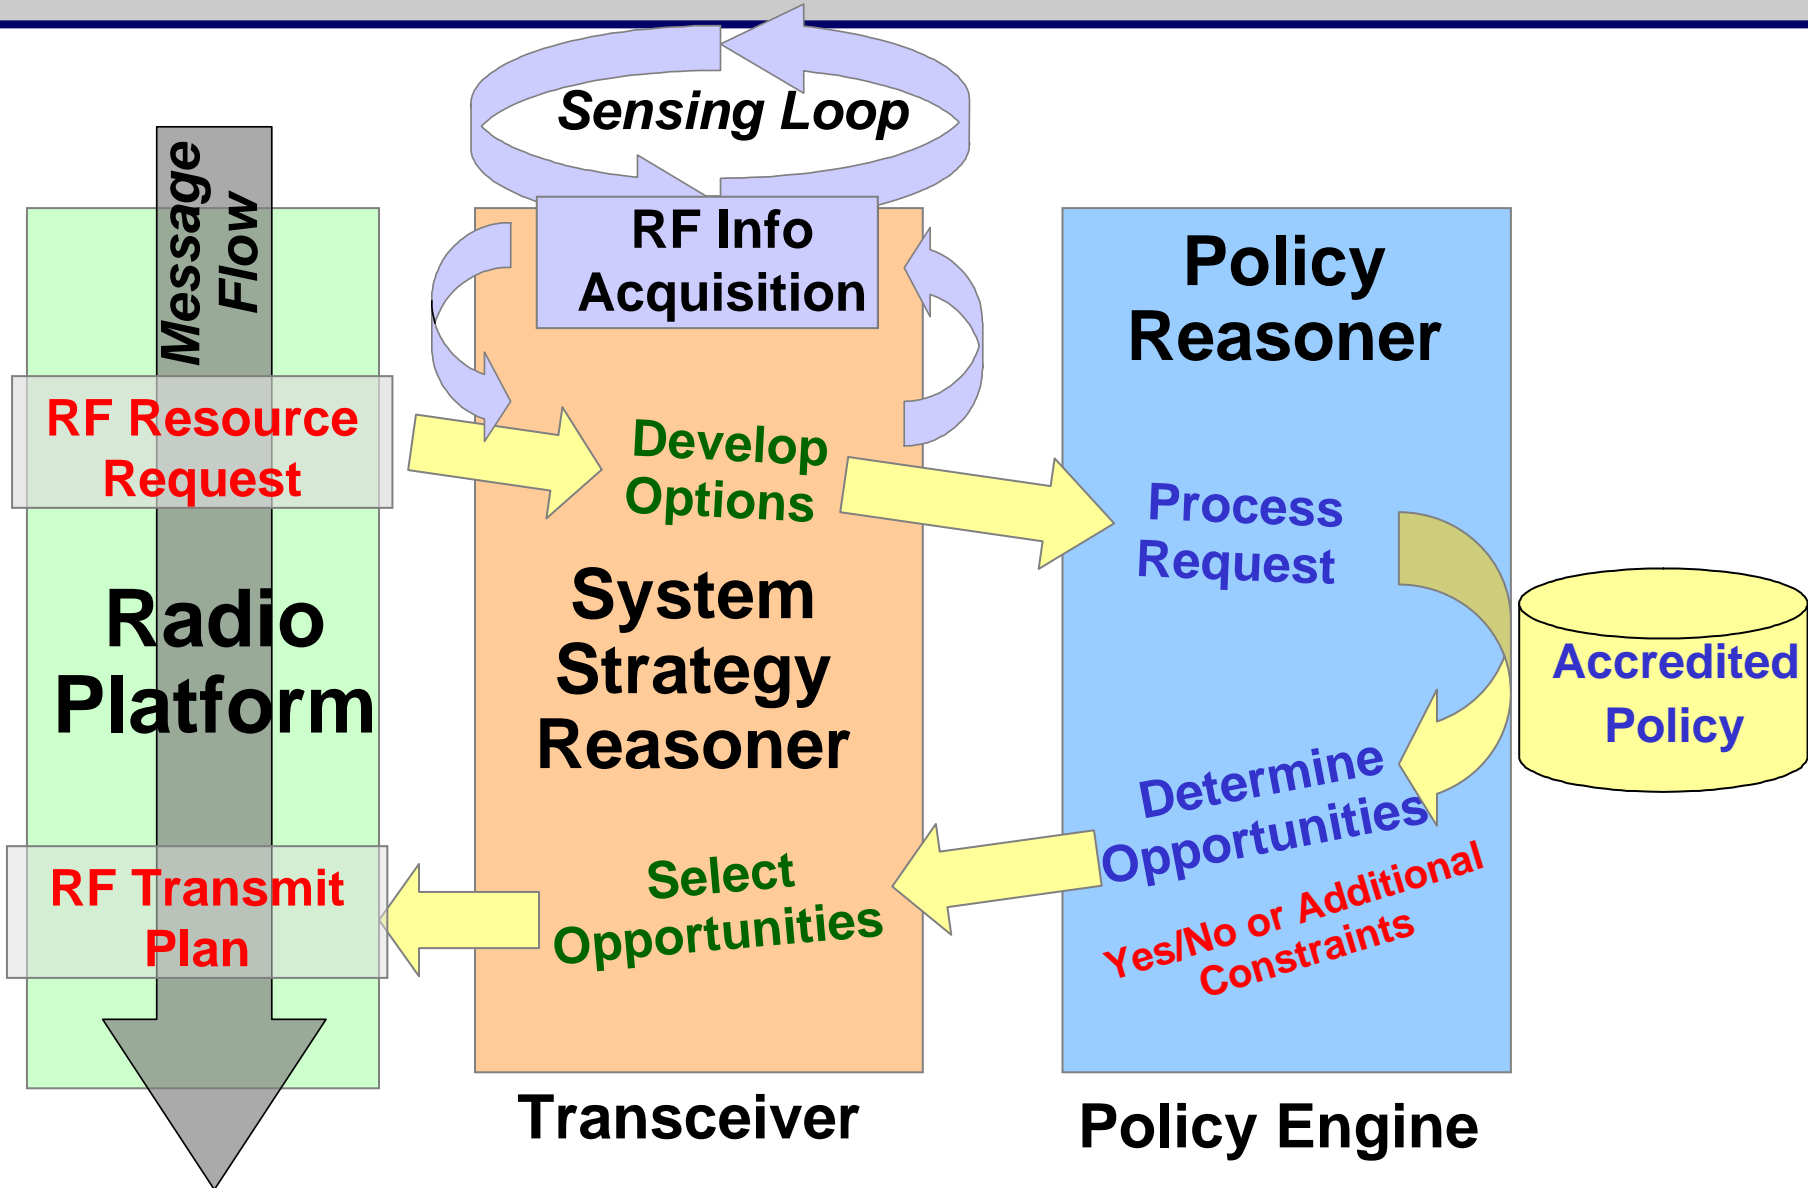 Sensing Loop
Message
Flow
RF Info
Acquisition
Policy
Reasoner
RF Resource
Request
Develop
Options
Process
Request
Radio
Platform
System
Strategy
Reasoner
Accredited
Policy
Determine
Opportunities
Yes/No or Additional
Constraints
Select
Opportunities
RF Transmit
Plan
Transceiver
Policy Engine